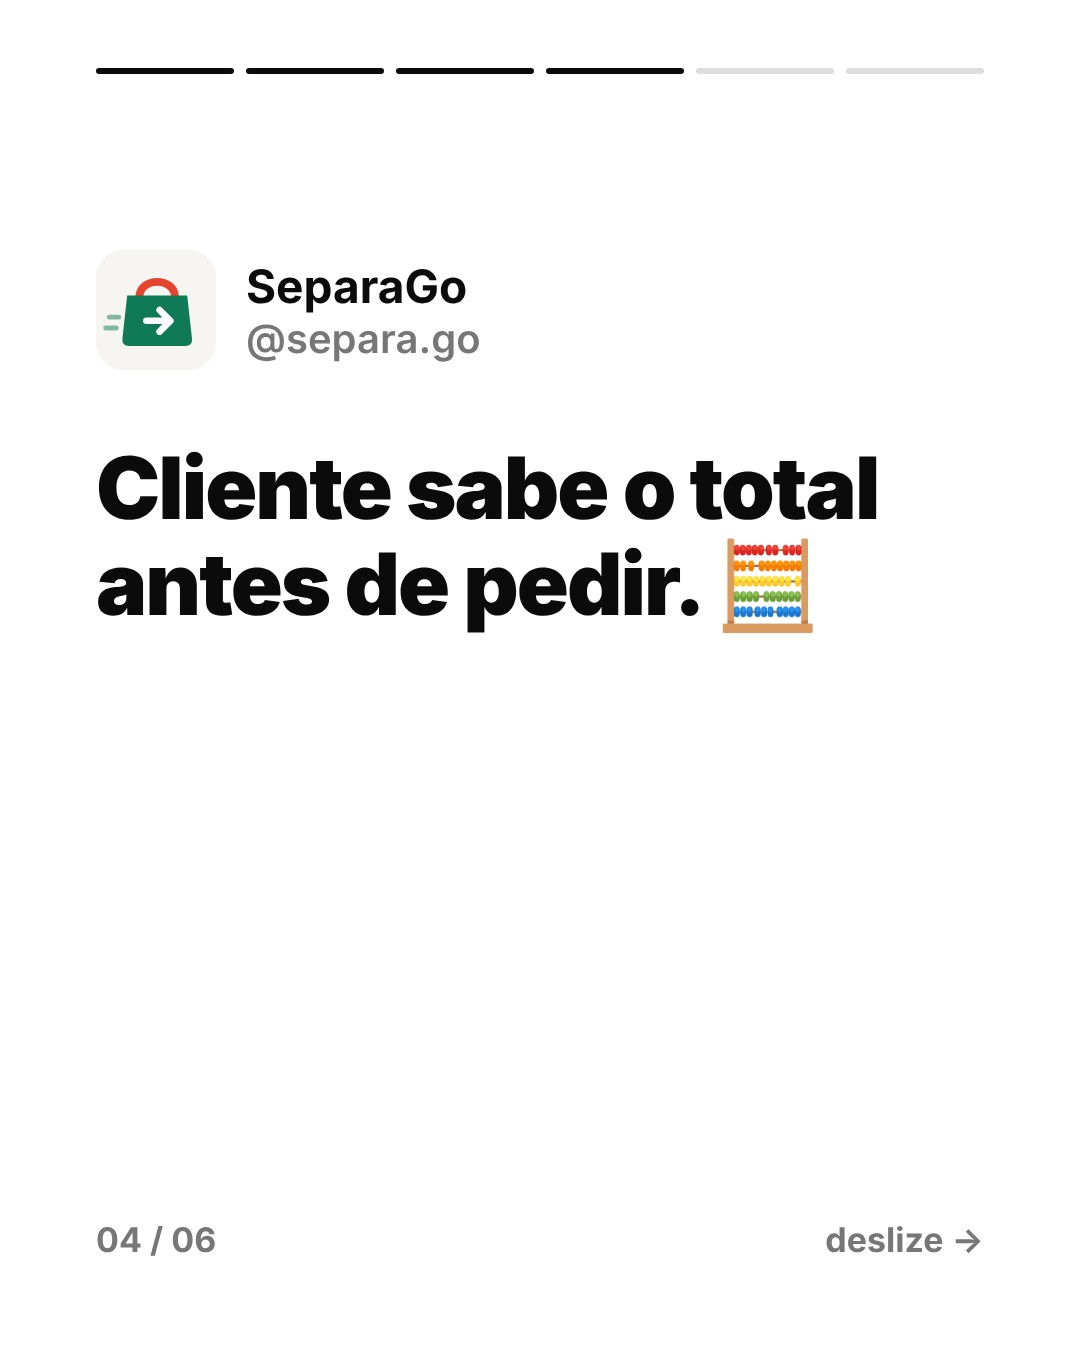 SeparaGo
@separa.go
Cliente sabe o total
antes de pedir. 🧮
04 / 06
deslize →